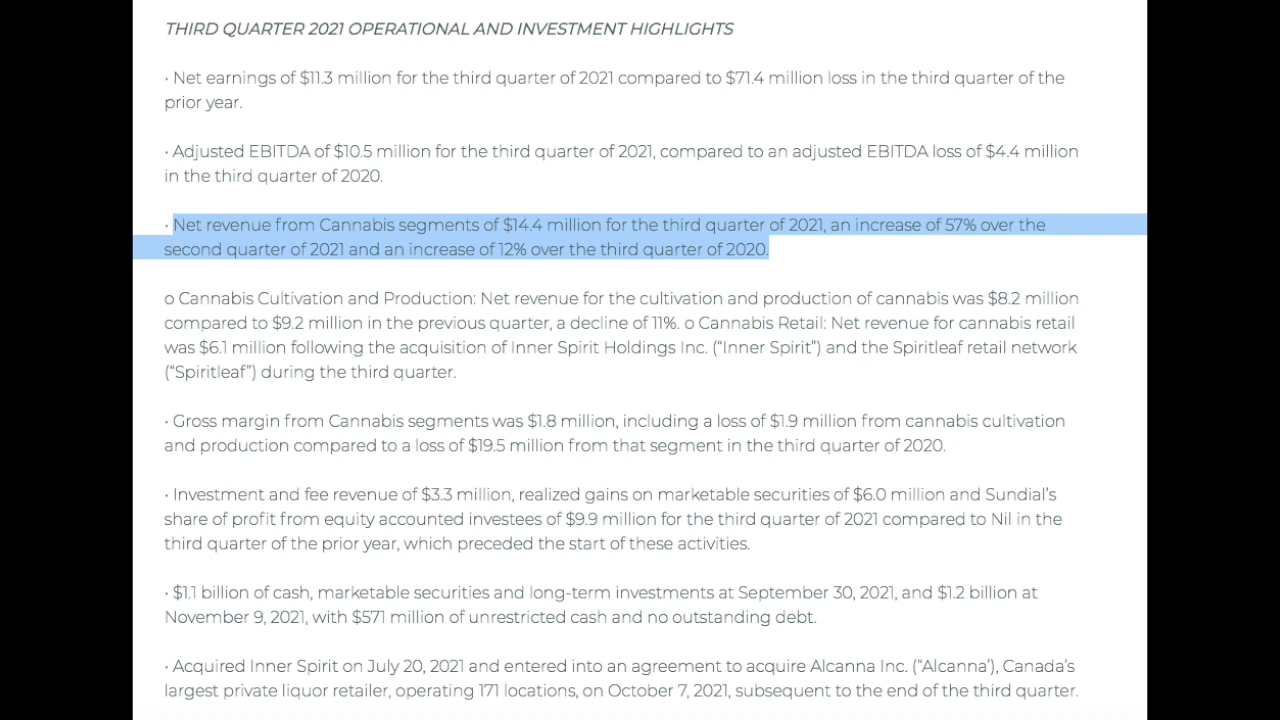 THIRD QUARTER 2021 OPERATIONAL AND INVESTMENT HIGHLIGHTS
· Net earnings of $11.3 million for the third quarter of 2021 compared to $71.4 million loss in the third quarter of the
prior year.
· Adjusted EBITDA of $10.5 million for the third quarter of 2021, compared to an adjusted EBITDA loss of $4.4 million
in the third quarter of 2020.
· Net revenue from Cannabis segments of $14.4 million for the third quarter of 2021, an increase of 57% over the
second quarter of 2021 and an increase of 12% over the third quarter of 2020.
o Cannabis Cultivation and Production: Net revenue for the cultivation and production of cannabis was $8.2 million
compared to $9.2 million in the previous quarter, a decline of 11%. o Cannabis Retail: Net revenue for cannabis retail
was $6.1 million following the acquisition of Inner Spirit Holdings Inc. (“Inner Spirit”) and the Spiritleaf retail network
(“Spiritleaf”) during the third quarter.
· Gross margin from Cannabis segments was $1.8 million, including a loss of $1.9 million from cannabis cultivation
and production compared to a loss of $19.5 million from that segment in the third quarter of 2020.
· Investment and fee revenue of $3.3 million, realized gains on marketable securities of $6.0 million and Sundial’s
share of profit from equity accounted investees of $9.9 million for the third quarter of 2021 compared to Nil in the
third quarter of the prior year, which preceded the start of these activities.
· $1.1 billion of cash, marketable securities and long-term investments at September 30, 2021, and $1.2 billion at
November 9, 2021, with $571 million of unrestricted cash and no outstanding debt.
· Acquired Inner Spirit on July 20, 2021 and entered into an agreement to acquire Alcanna Inc. (“Alcanna’), Canada’s
largest private liquor retailer, operating 171 locations, on October 7, 2021, subsequent to the end of the third quarter.